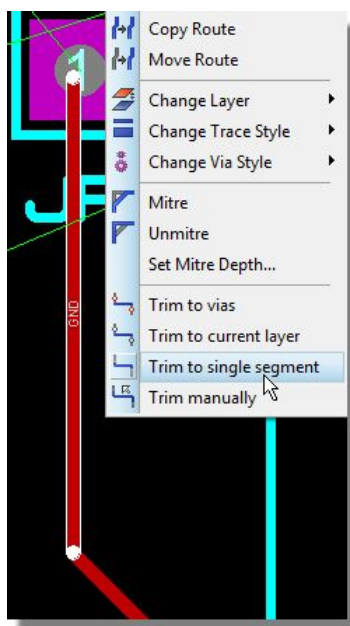 Copy Route
Move Route
Change Layer
Change Trace Style
Change Via Style
Mitre
Unmitre
Set Mitre Depth...
Trim to vias
Trim to current layer
Trim to single segment
Trim manually
1
GND